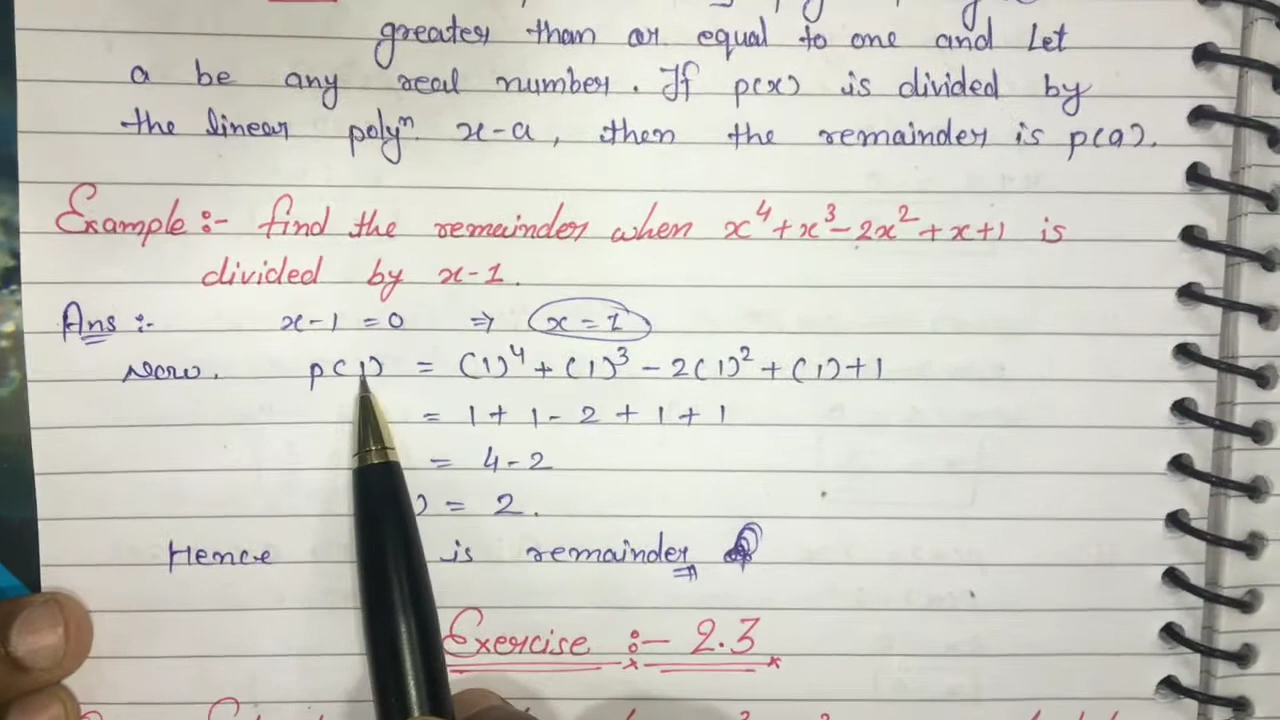 greater than or equal to one and Let
a be any real number. If p(x) is divided by
the linear polyⁿ. x-a, then the remainder is p(a).
Example :- find the remainder when x⁴+x³-2x²+x+1 is
divided by x-1.
Ans :- x-1 = 0 ⇒ x = 1
Now. p(1) = (1)⁴+(1)³-2(1)²+(1)+1
= 1+1-2+1+1
= 4-2
) = 2.
Hence is remainder
Exercise :- 2.3